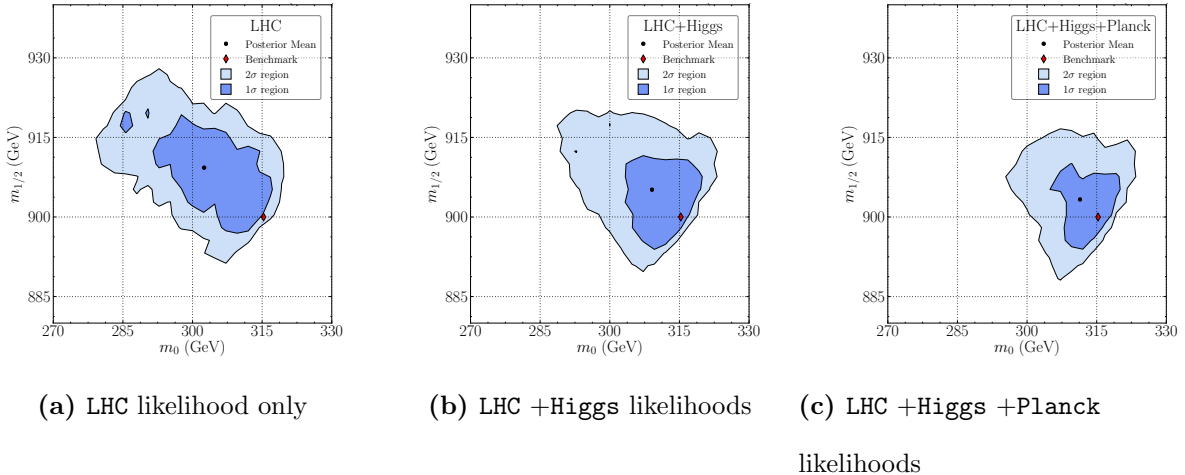 LHC
Posterior Mean
Benchmark
2σ region
1σ region
930
915
900
885
270
285
300
315
330
m₀ (GeV)
m₁/₂ (GeV)
LHC+Higgs
Posterior Mean
Benchmark
2σ region
1σ region
930
915
900
885
270
285
300
315
330
m₀ (GeV)
m₁/₂ (GeV)
LHC+Higgs+Planck
Posterior Mean
Benchmark
2σ region
1σ region
930
915
900
885
270
285
300
315
330
m₀ (GeV)
m₁/₂ (GeV)
(a) LHC likelihood only
(b) LHC +Higgs likelihoods
(c) LHC +Higgs +Planck
likelihoods